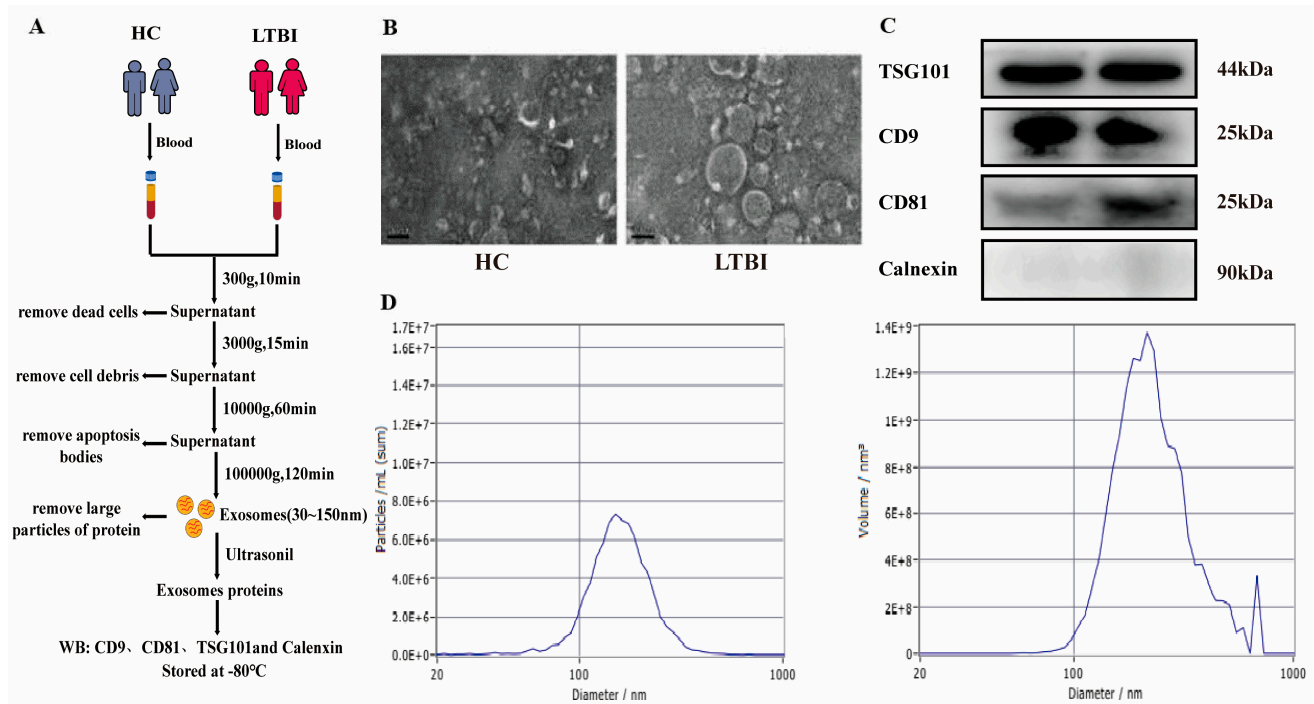 A
HC
LTBI
Blood
Blood
300g,10min
remove dead cells
Supernatant
3000g,15min
remove cell debris
Supernatant
10000g,60min
remove apoptosis
bodies
Supernatant
100000g,120min
remove large
particles of protein
Exosomes(30~150nm)
Ultrasonil
Exosomes proteins
WB: CD9、CD81、TSG101and Calenxin
Stored at -80℃
B
HC
LTBI
C
TSG101
44kDa
CD9
25kDa
CD81
25kDa
Calnexin
90kDa
D
Particles /mL (sum)
1.7E+7
1.6E+7
1.4E+7
1.2E+7
1.0E+7
8.0E+6
6.0E+6
4.0E+6
2.0E+6
0.0E+0
20
100
1000
Diameter / nm
Volume / nm³
1.4E+9
1.2E+9
1E+9
8E+8
6E+8
4E+8
2E+8
0
20
100
1000
Diameter / nm